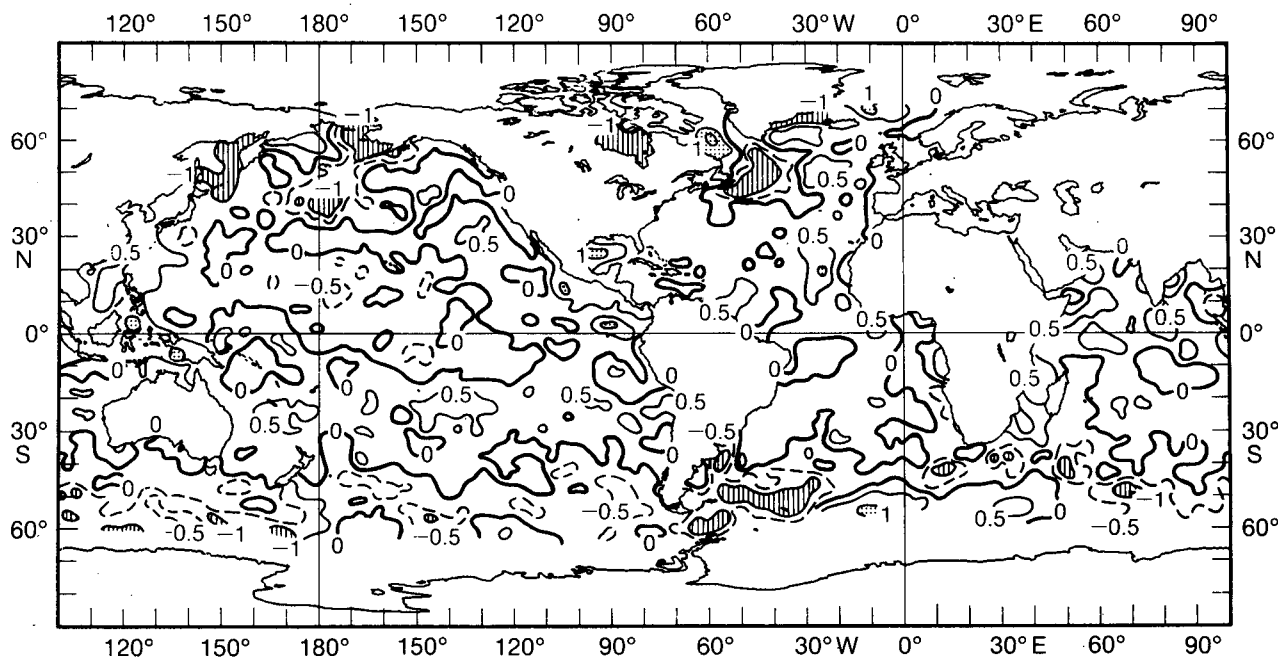 120° 150° 180° 150° 120° 90° 60° 30° W 0° 30° E 60° 90°
−1 −1 1 0
60° −1 1 0 60°
−1 −1 0 0.5
30° N 0.5 0 0 0.5 1 0.5 0 0 0.5 30° N
0 −0.5 0 0.5 0.5
0° 0 0 0.5 0.5 0°
0 0 0 0 0 0.5 0
0 0.5 0 0.5 0.5 0.5
30° S 0.5 0 −0.5 0 0 30° S
0 0 0 −1
60° −0.5 −1 −0.5 −0.5 1 0.5 0 −0.5 60°
−1 0 0
120° 150° 180° 150° 120° 90° 60° 30° W 0° 30° E 60° 90°